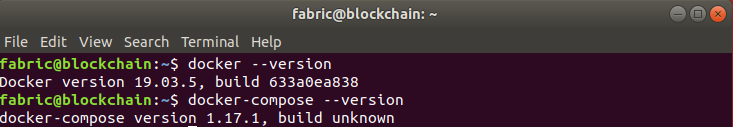 fabric@blockchain: ~
File Edit View Search Terminal Help
fabric@blockchain:~$ docker --version
Docker version 19.03.5, build 633a0ea838
fabric@blockchain:~$ docker-compose --version
docker-compose version 1.17.1, build unknown